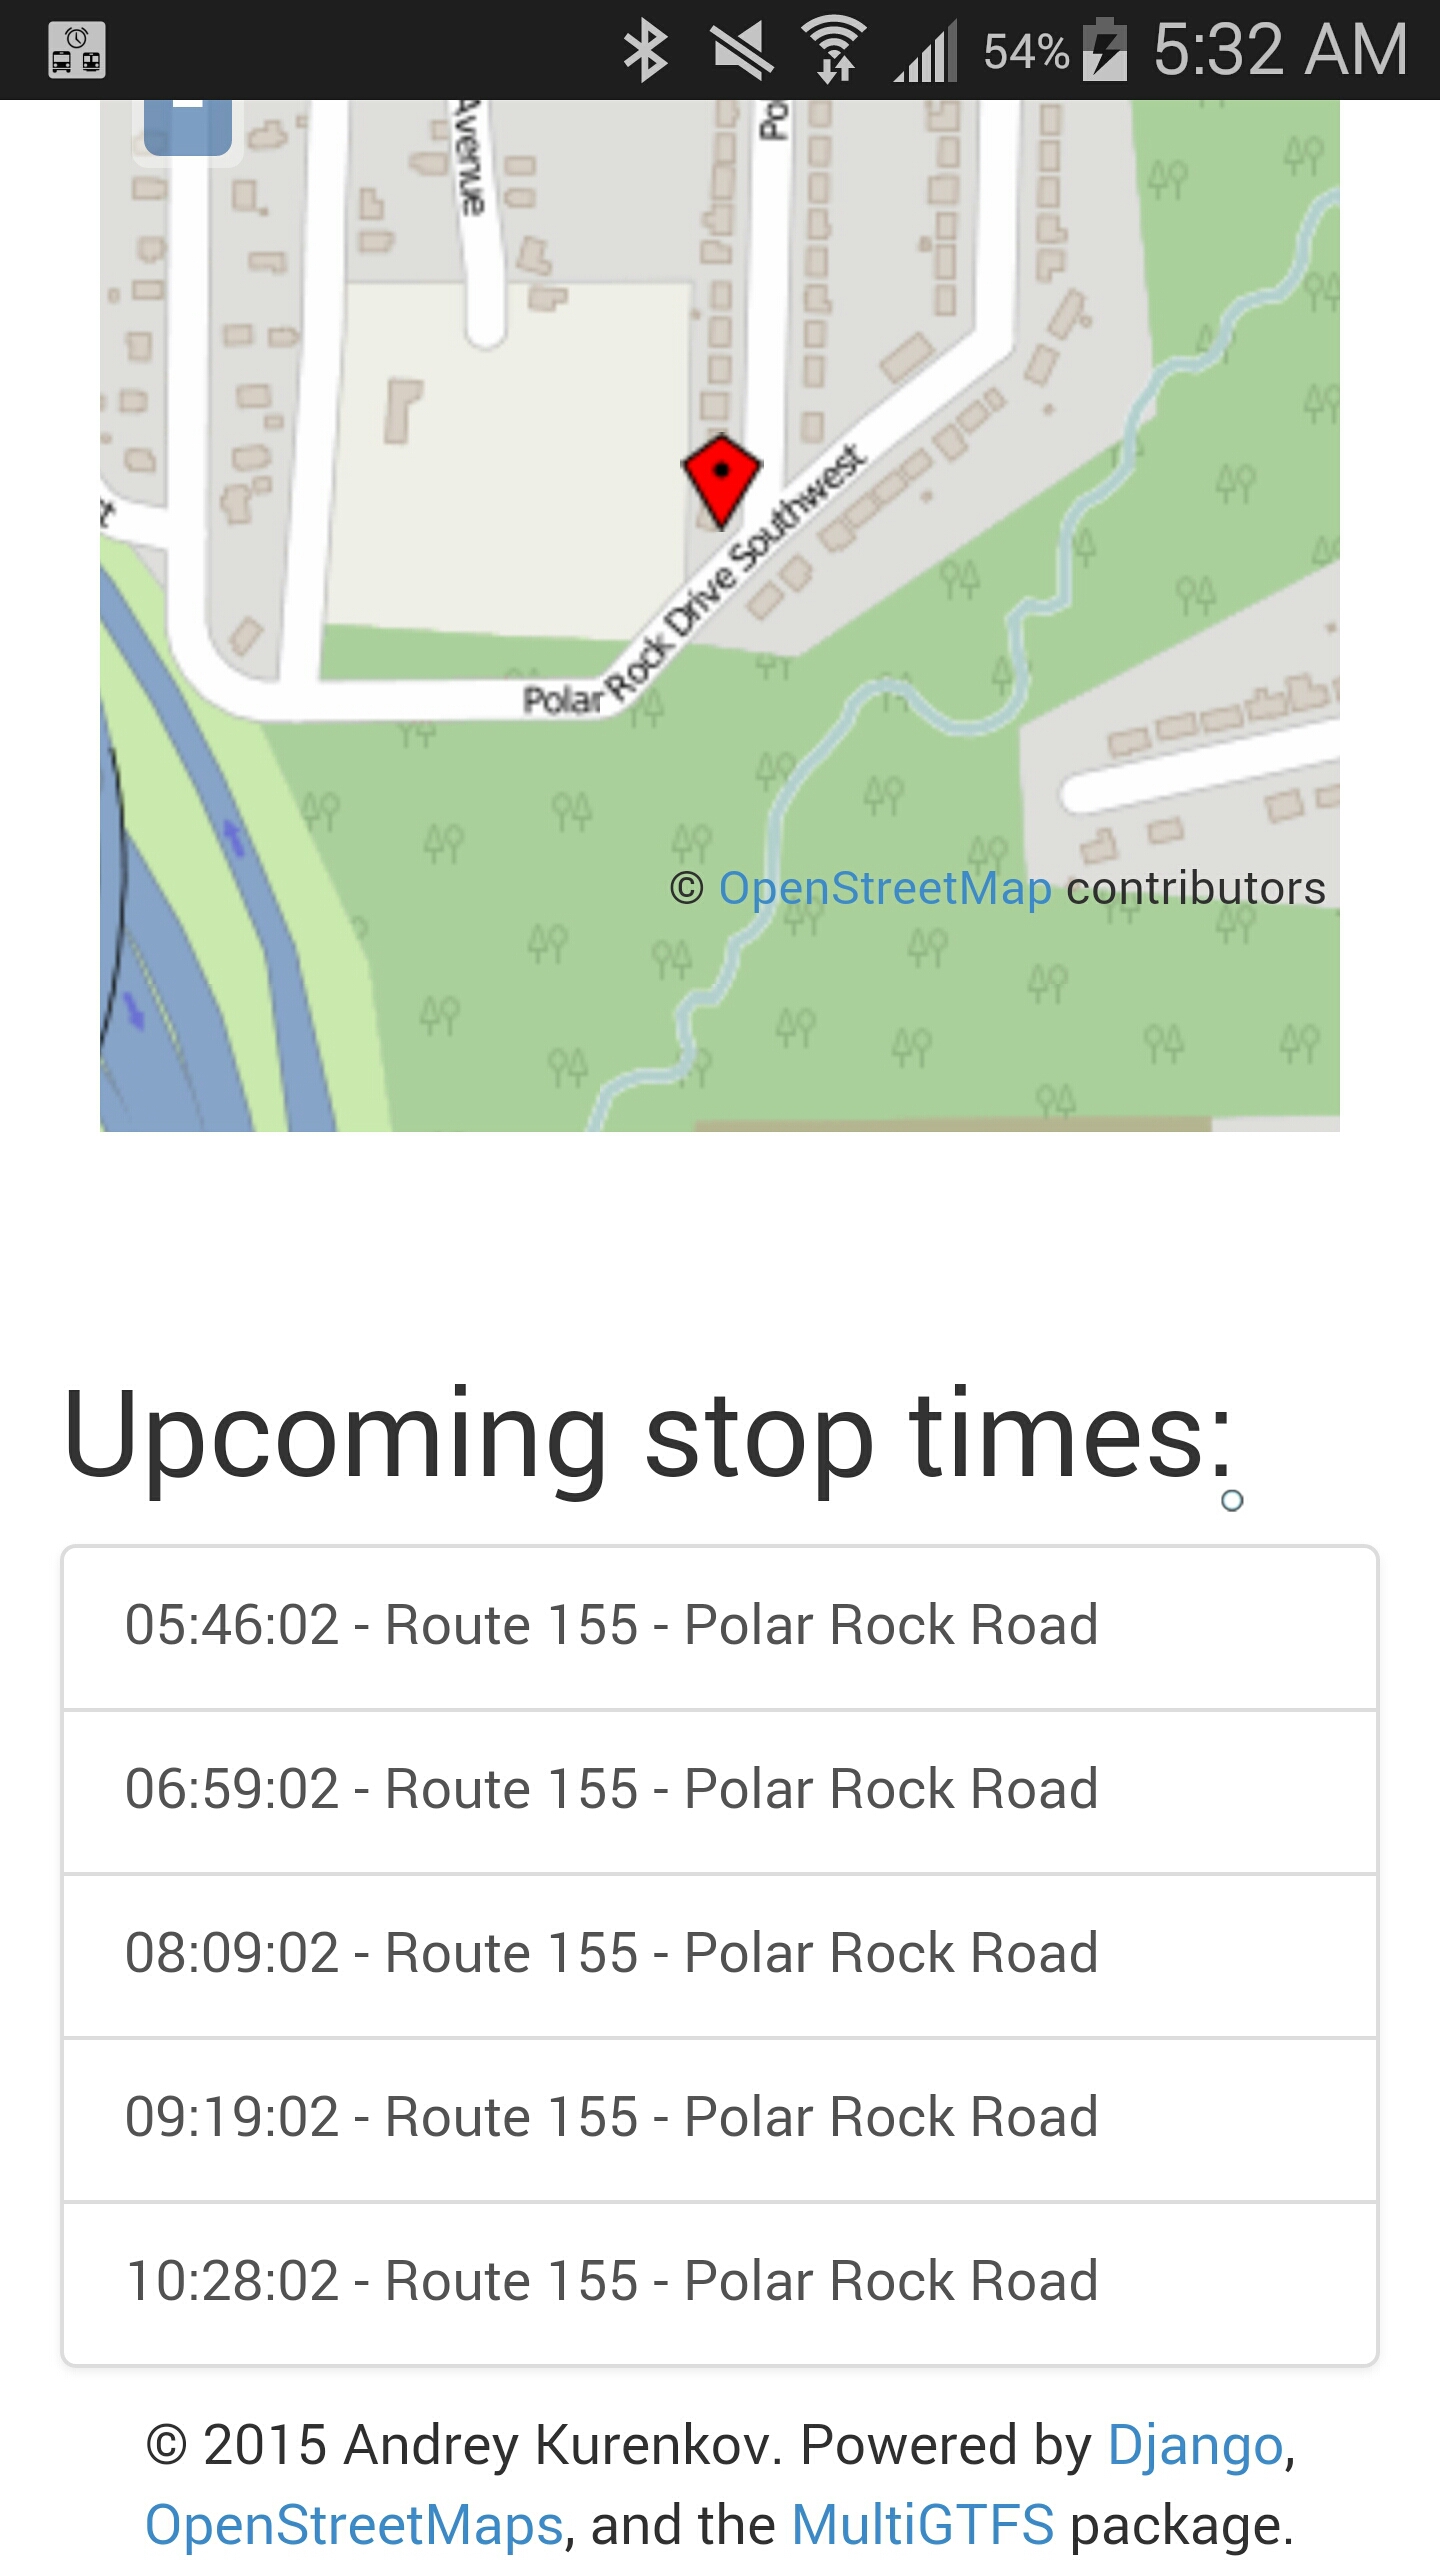 54% 5:32 AM
Avenue
Po
t
Polar Rock Drive Southwest
© OpenStreetMap contributors
Upcoming stop times:
05:46:02 - Route 155 - Polar Rock Road
06:59:02 - Route 155 - Polar Rock Road
08:09:02 - Route 155 - Polar Rock Road
09:19:02 - Route 155 - Polar Rock Road
10:28:02 - Route 155 - Polar Rock Road
© 2015 Andrey Kurenkov. Powered by Django,
OpenStreetMaps, and the MultiGTFS package.